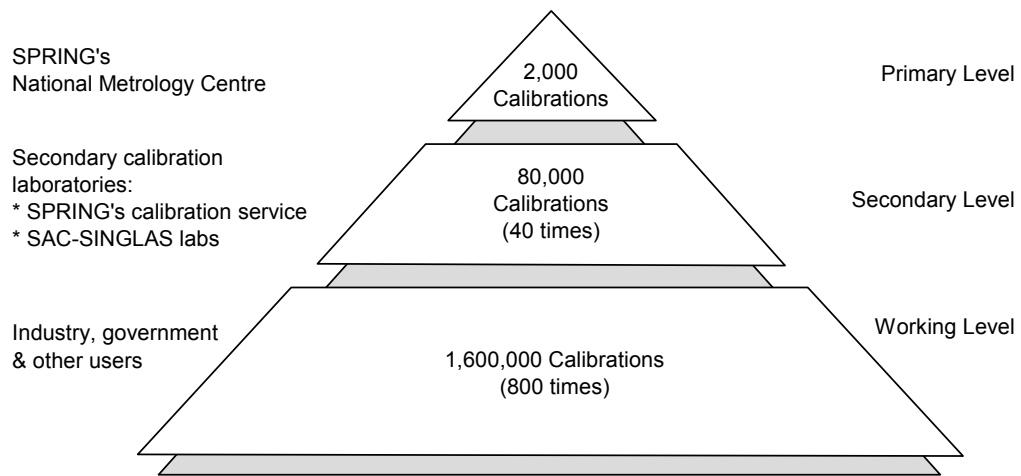 SPRING's
National Metrology Centre
2,000
Calibrations
Primary Level
Secondary calibration
laboratories:
* SPRING's calibration service
* SAC-SINGLAS labs
80,000
Calibrations
(40 times)
Secondary Level
Industry, government
& other users
1,600,000 Calibrations
(800 times)
Working Level